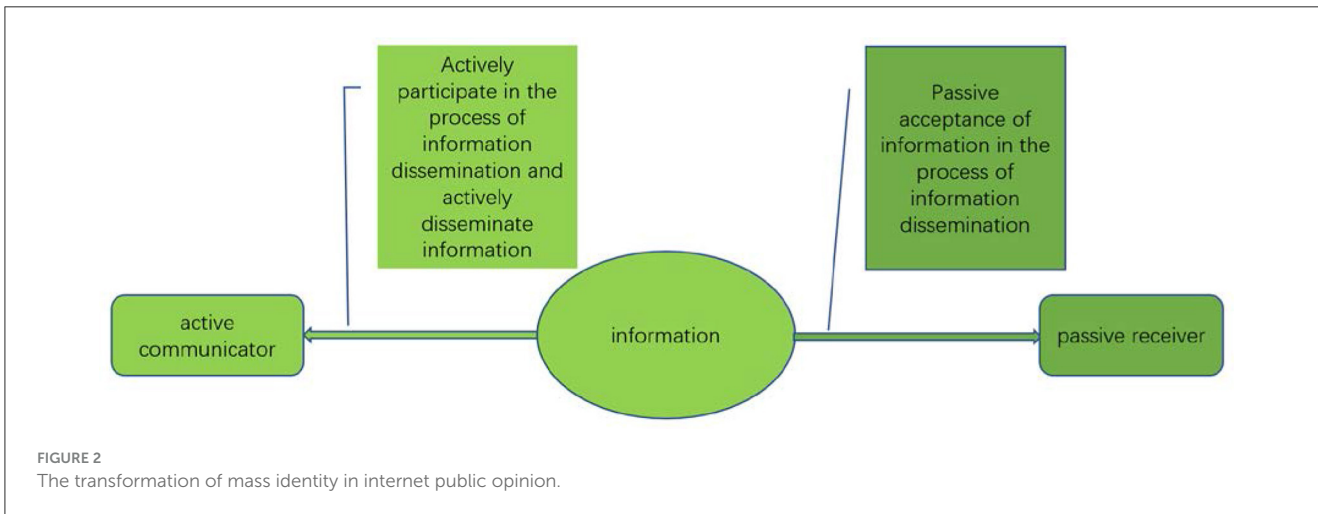 Actively
participate in the
process of
information
dissemination and
actively
disseminate
information
Passive
acceptance of
information in the
process of
information
dissemination
active
communicator
information
passive receiver
FIGURE 2
The transformation of mass identity in internet public opinion.